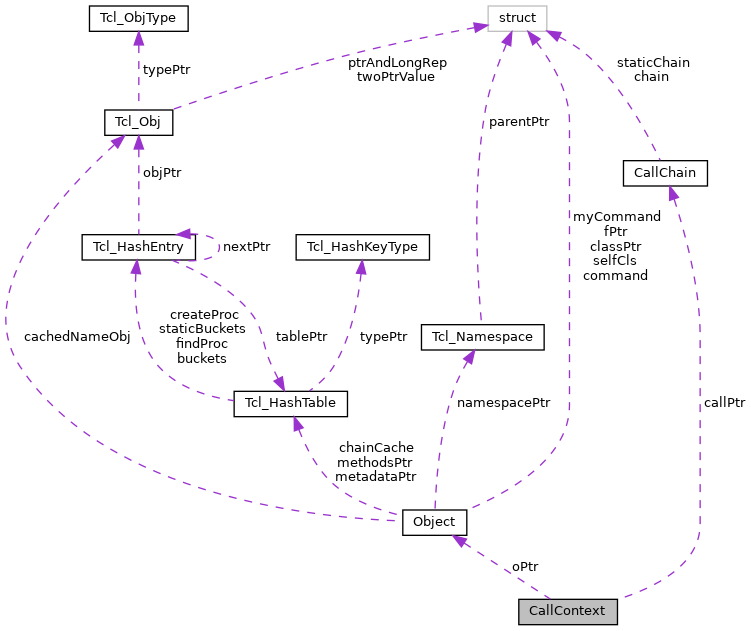 Tcl_ObjType
struct
typePtr
ptrAndLongRep
twoPtrValue
staticChain
chain
Tcl_Obj
parentPtr
objPtr
CallChain
myCommand
fPtr
classPtr
selfCls
command
Tcl_HashEntry
nextPtr
Tcl_HashKeyType
createProc
staticBuckets
findProc
buckets
cachedNameObj
tablePtr
typePtr
Tcl_Namespace
Tcl_HashTable
namespacePtr
callPtr
chainCache
methodsPtr
metadataPtr
Object
oPtr
CallContext